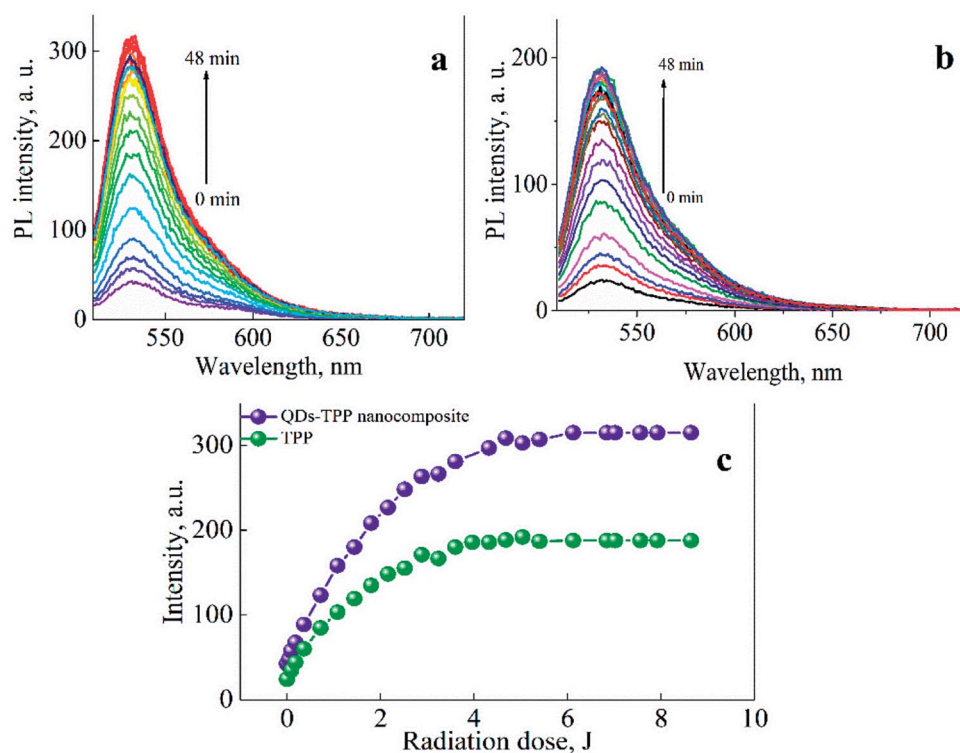 300
200
100
0
PL intensity, a. u.
48 min
0 min
a
550
600
650
700
Wavelength, nm
200
100
0
PL intensity, a. u.
48 min
0 min
b
550
600
650
700
Wavelength, nm
QDs-TPP nanocomposite
TPP
c
300
200
100
0
Intensity, a.u.
0
2
4
6
8
10
Radiation dose, J